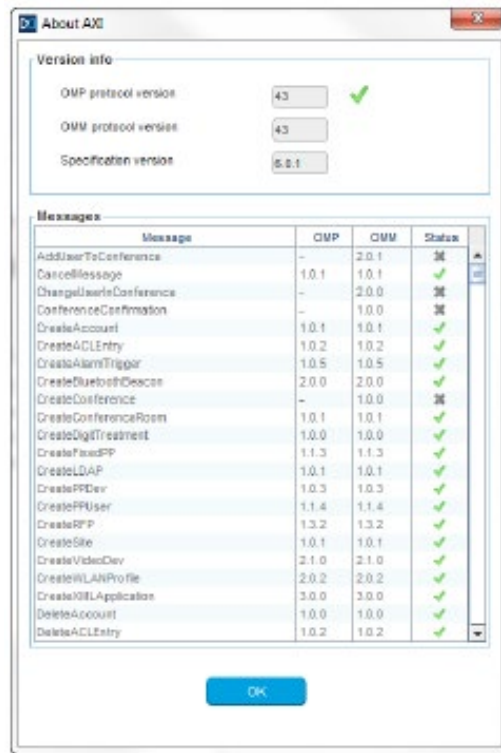 About AXI
Version info
OMP protocol version 43
OMM protocol version 43
Specification version 6.0.1
Messages
Message OMP OMM Status
AddUserToConference - 2.0.1
CancelMessage 1.0.1 1.0.1
ChangeUserInConference - 2.0.0
ConferenceConfirmation - 1.0.0
CreateAccount 1.0.1 1.0.1
CreateACLEntry 1.0.2 1.0.2
CreateAlarmTrigger 1.0.5 1.0.5
CreateBluetoothBeacon 2.0.0 2.0.0
CreateConference - 1.0.0
CreateConferenceRoom 1.0.1 1.0.1
CreateDigitTreatment 1.0.0 1.0.0
CreateFixedPP 1.1.3 1.1.3
CreateLDAP 1.0.1 1.0.1
CreatePPDev 1.0.3 1.0.3
CreatePPUser 1.1.4 1.1.4
CreateRFP 1.3.2 1.3.2
CreateSite 1.0.1 1.0.1
CreateVideoDev 2.1.0 2.1.0
CreateWLANProfile 2.0.2 2.0.2
CreateXMLApplication 3.0.0 3.0.0
DeleteAccount 1.0.0 1.0.0
DeleteACLEntry 1.0.2 1.0.2
OK